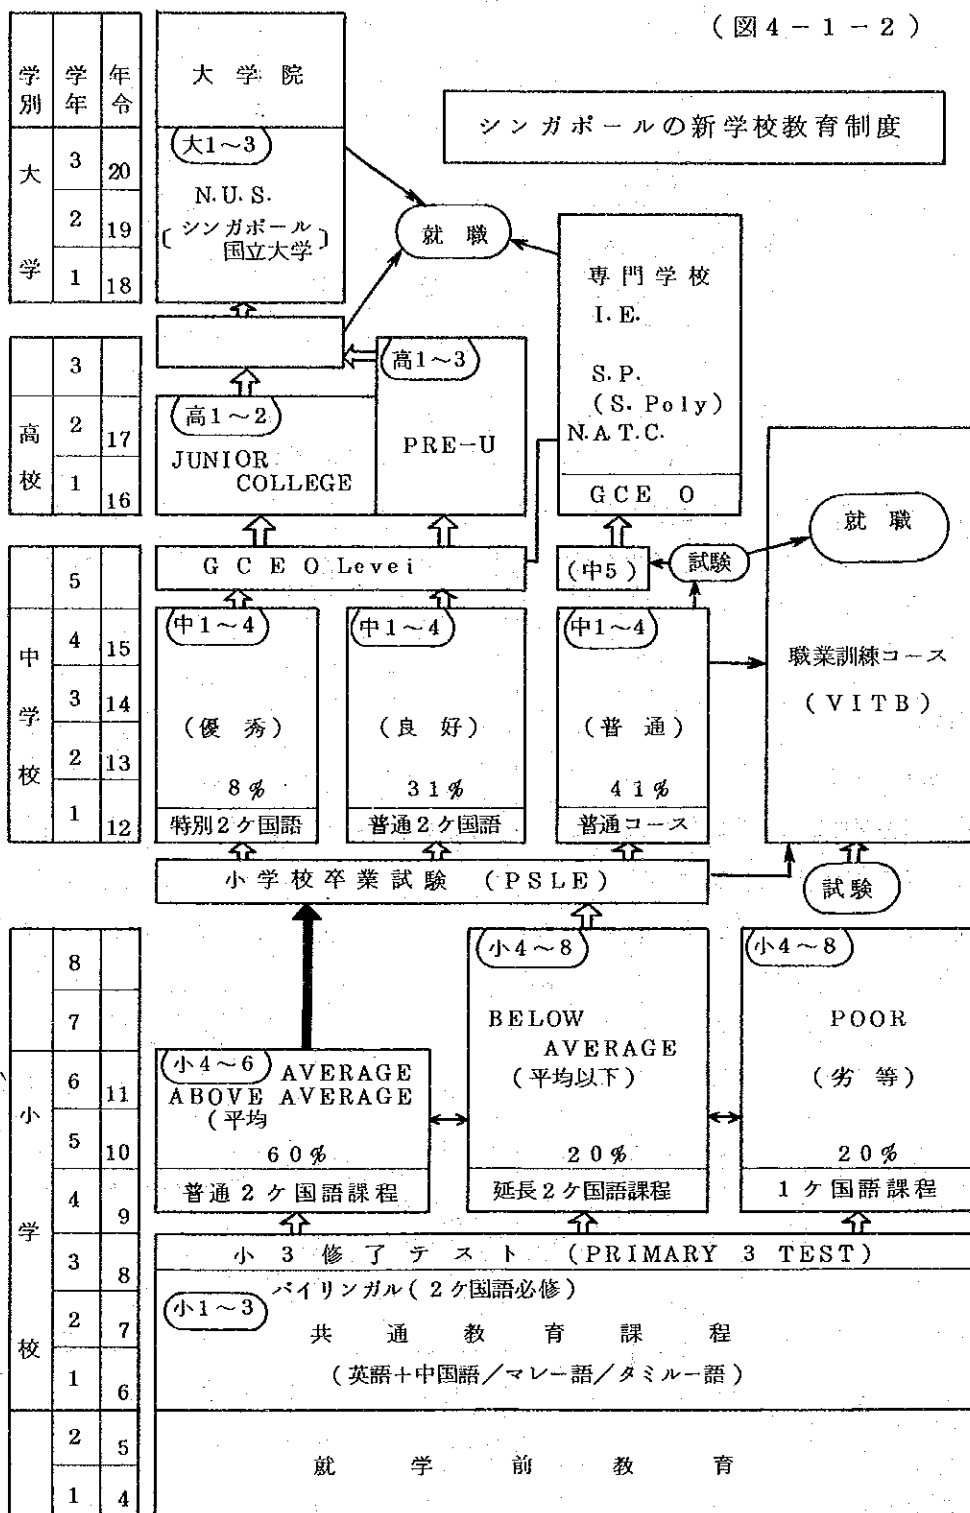 (図4-1-2)
シンガポールの新学校教育制度
学別 学年 年令
大学院
大学
3 20
2 19
1 18
大1~3
N.U.S.
〔シンガポール
国立大学〕
就職
専門学校
I.E.
S.P.
(S.Poly)
N.A.T.C.
GCE O
高校
3
2 17
1 16
高1~3
PRE-U
高1~2
JUNIOR
COLLEGE
就職
GCE O Levei
(中5)
試験
中学校
5
4 15
3 14
2 13
1 12
中1~4
(優秀)
8%
特別2ケ国語
中1~4
(良好)
31%
普通2ケ国語
中1~4
(普通)
41%
普通コース
職業訓練コース
(VITB)
小学校卒業試験 (PSLE)
試験
小学校
8
7
6 11
5 10
4 9
3 8
2 7
1 6
小4~6
AVERAGE
ABOVE AVERAGE
(平均
60%
普通2ケ国語課程
小4~8
BELOW
AVERAGE
(平均以下)
20%
延長2ケ国語課程
小4~8
POOR
(劣等)
20%
1ケ国語課程
小3修了テスト (PRIMARY 3 TEST)
バイリンガル(2ケ国語必修)
小1~3
共通教育課程
(英語+中国語/マレー語/タミルー語)
2 5
1 4
就学前教育